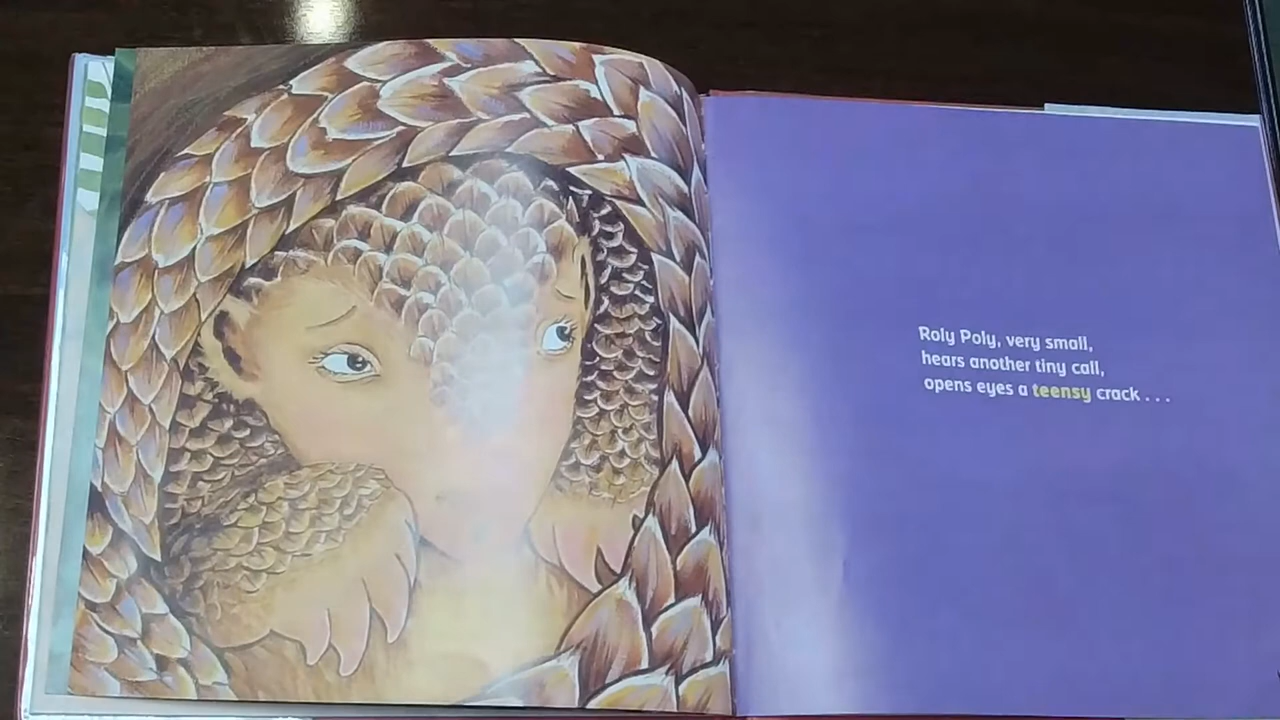 Roly Poly, very small,
hears another tiny call,
opens eyes a teensy crack . . .